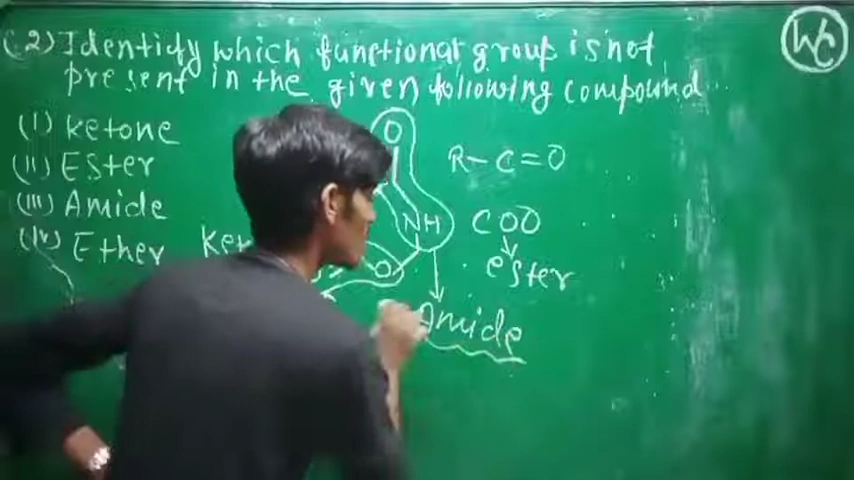 (.2) Identify which functional group is not
present in the given following compound
WC
(i) Ketone
(ii) Ester
(iii) Amide
(iv) Ether
O
NH
O
R-C=O
COO
ester
Amide